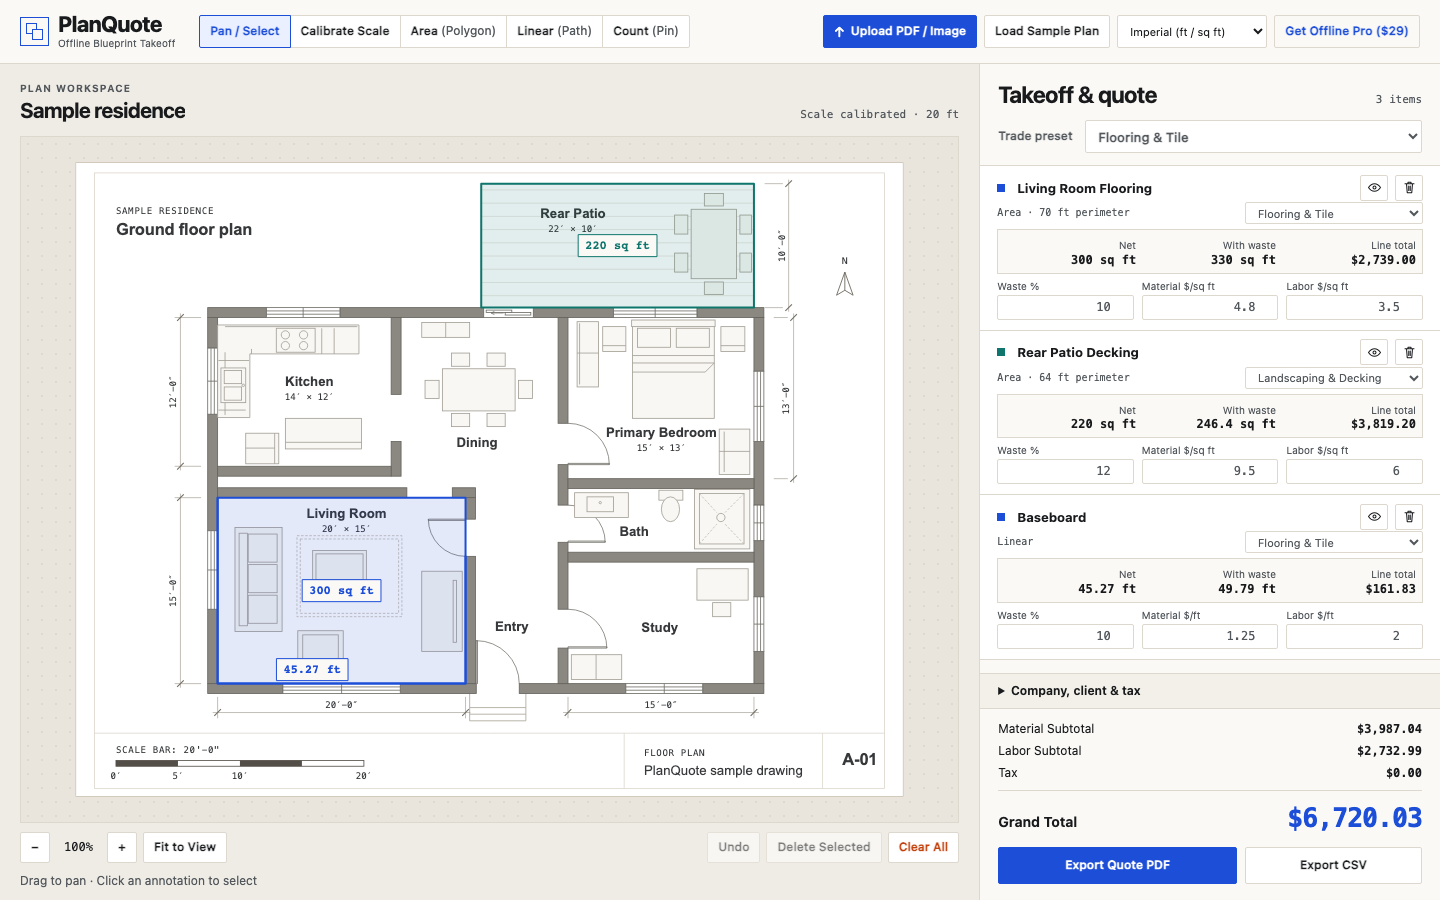 PlanQuote
Offline Blueprint Takeoff
Pan / Select
Calibrate Scale
Area (Polygon)
Linear (Path)
Count (Pin)
↑ Upload PDF / Image
Load Sample Plan
Imperial (ft / sq ft)
Get Offline Pro ($29)
PLAN WORKSPACE
Sample residence
Scale calibrated · 20 ft
SAMPLE RESIDENCE
Ground floor plan
Rear Patio
22′ × 10′
220 sq ft
10′–0″
N
Kitchen
14′ × 12′
12′–0″
Dining
Primary Bedroom
15′ × 13′
13′–0″
Living Room
20′ × 15′
300 sq ft
15′–0″
Bath
Entry
Study
45.27 ft
20′–0″
15′–0″
SCALE BAR: 20'-0"
0′ 5′ 10′ 20′
FLOOR PLAN
PlanQuote sample drawing
A-01
−
100%
+
Fit to View
Undo
Delete Selected
Clear All
Drag to pan · Click an annotation to select
Takeoff & quote
3 items
Trade preset
Flooring & Tile
Living Room Flooring
Area · 70 ft perimeter
Flooring & Tile
Net With waste Line total
300 sq ft 330 sq ft $2,739.00
Waste % Material $/sq ft Labor $/sq ft
10 4.8 3.5
Rear Patio Decking
Area · 64 ft perimeter
Landscaping & Decking
Net With waste Line total
220 sq ft 246.4 sq ft $3,819.20
Waste % Material $/sq ft Labor $/sq ft
12 9.5 6
Baseboard
Linear
Flooring & Tile
Net With waste Line total
45.27 ft 49.79 ft $161.83
Waste % Material $/ft Labor $/ft
10 1.25 2
Company, client & tax
Material Subtotal $3,987.04
Labor Subtotal $2,732.99
Tax $0.00
Grand Total $6,720.03
Export Quote PDF
Export CSV